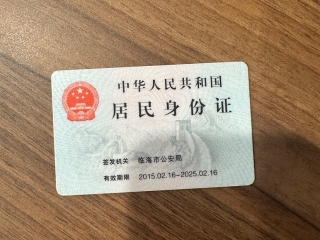 中华人民共和国
居民身份证
签发机关 临海市公安局
有效期限 2015.02.16-2025.02.16